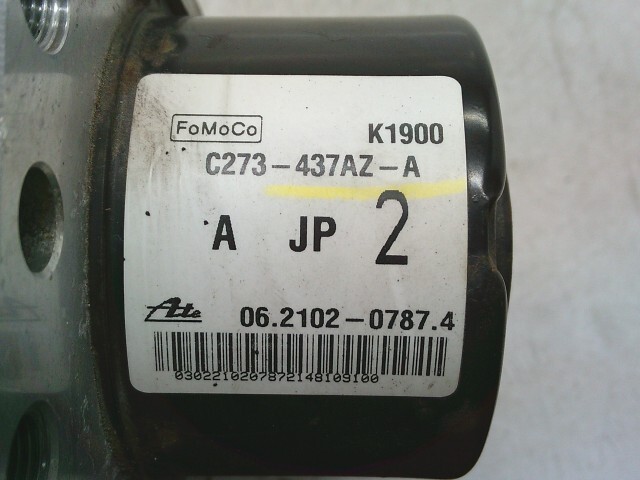 FoMoCo K1900
C273-437AZ-A
A JP 2
Ate 06.2102-0787.4
0302210207872148109100